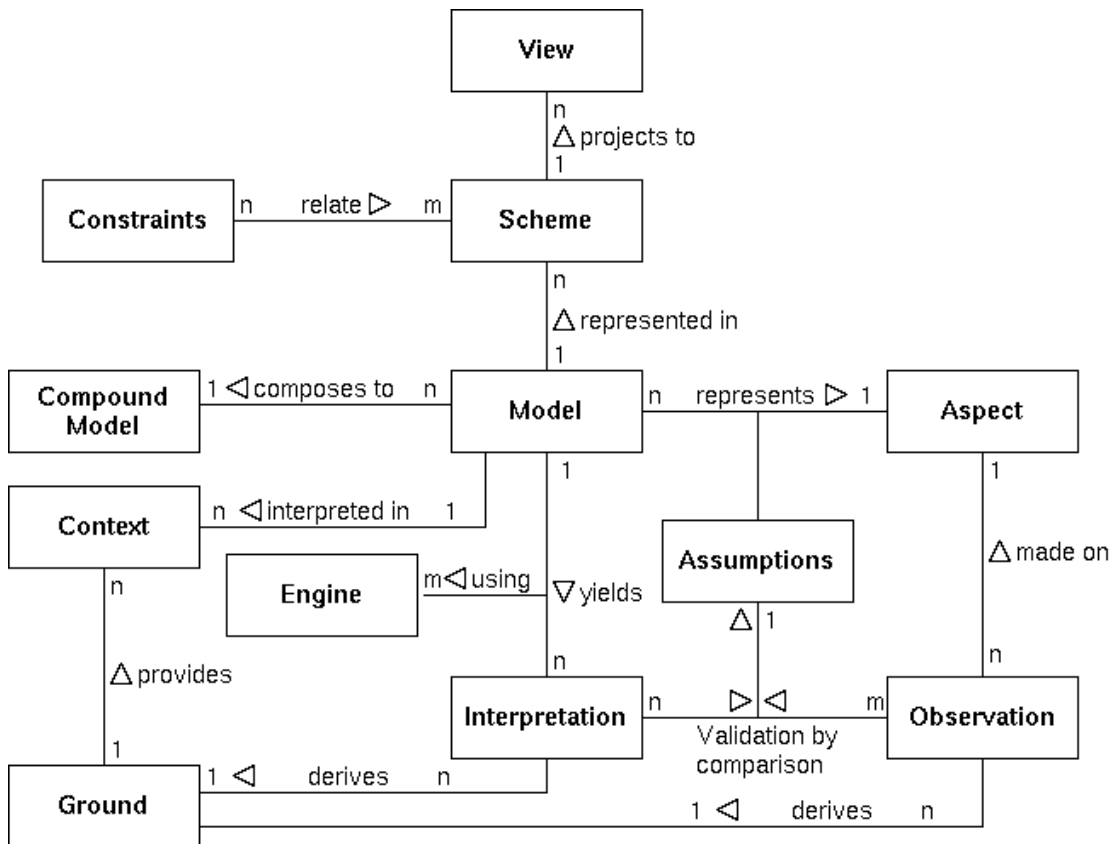 View
n
projects to
1
Constraints
n relate m
Scheme
n
represented in
1
Compound
Model
1 composes to n
Model
n represents 1
Aspect
1
1
Context
n interpreted in 1
n
Engine
m using
yields
Assumptions
1
made on
provides
n
n
1
Interpretation
n
m
Observation
Validation by
comparison
Ground
1 derives n
1 derives n